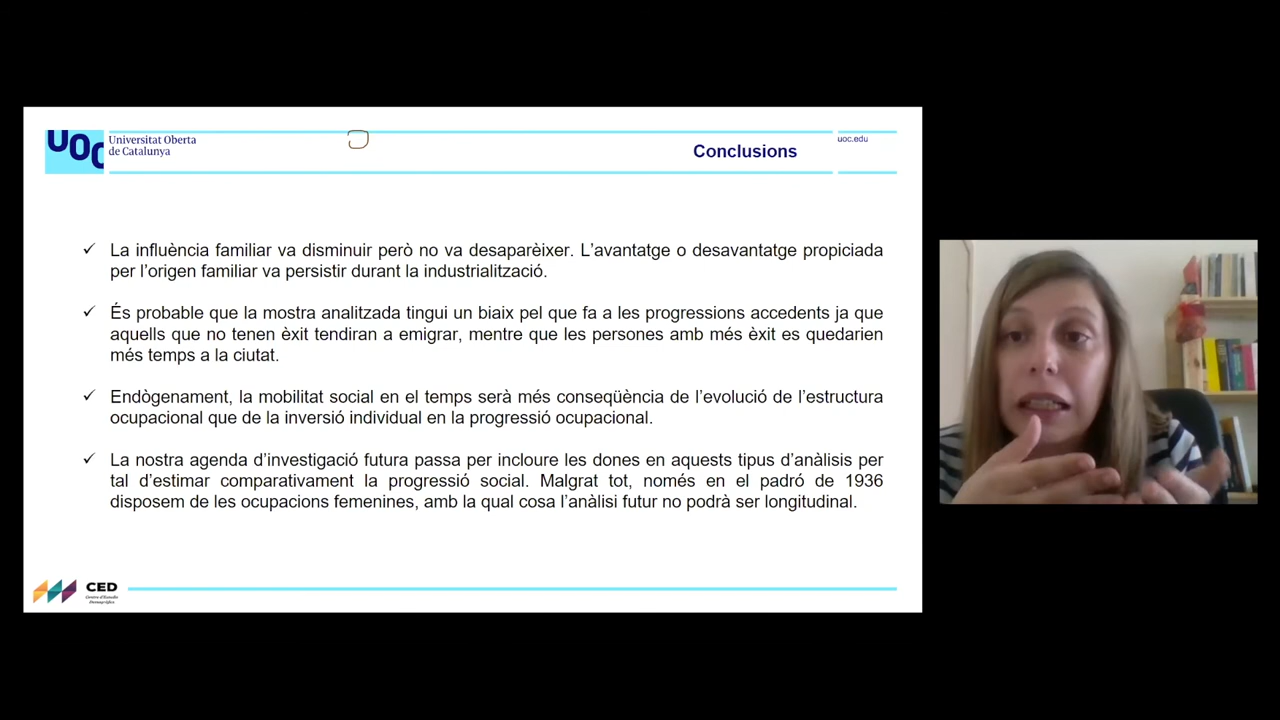 UOC
Universitat Oberta
de Catalunya
Conclusions
uoc.edu
La influència familiar va disminuir però no va desaparèixer. L’avantatge o desavantatge propiciada
per l’origen familiar va persistir durant la industrialització.
És probable que la mostra analitzada tingui un biaix pel que fa a les progressions accedents ja que
aquells que no tenen èxit tendiran a emigrar, mentre que les persones amb més èxit es quedarien
més temps a la ciutat.
Endògenament, la mobilitat social en el temps serà més conseqüència de l’evolució de l’estructura
ocupacional que de la inversió individual en la progressió ocupacional.
La nostra agenda d’investigació futura passa per incloure les dones en aquests tipus d’anàlisis per
tal d’estimar comparativament la progressió social. Malgrat tot, només en el padró de 1936
disposem de les ocupacions femenines, amb la qual cosa l’anàlisi futur no podrà ser longitudinal.
CED
Centre d'Estudis
Demogràfics